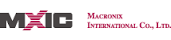 MXIC
MACRONIX
INTERNATIONAL CO., LTD.